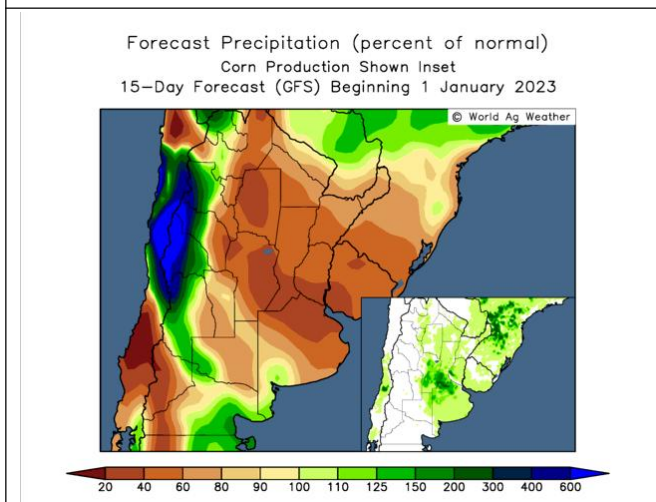 Forecast Precipitation (percent of normal)
Corn Production Shown Inset
15-Day Forecast (GFS) Beginning 1 January 2023
© World Ag Weather
20 40 60 80 90 100 110 125 150 200 300 400 600